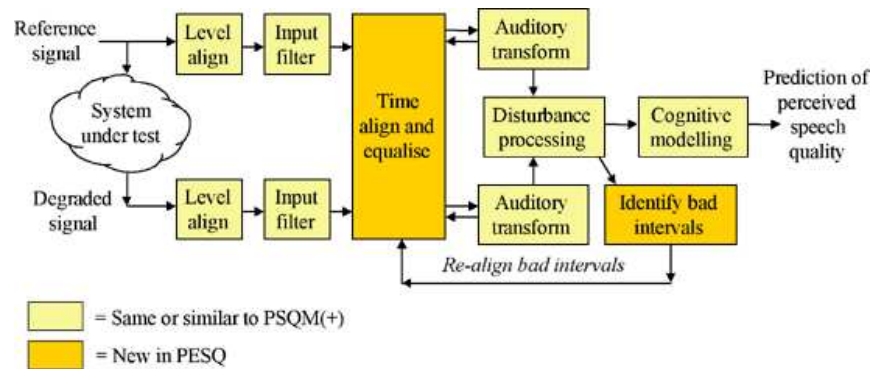 Reference
signal
Level
align
Input
filter
Auditory
transform
System
under test
Time
align and
equalise
Disturbance
processing
Cognitive
modelling
Prediction of
perceived
speech
quality
Degraded
signal
Level
align
Input
filter
Auditory
transform
Identify bad
intervals
Re-align bad intervals
= Same or similar to PSQM(+)
= New in PESQ